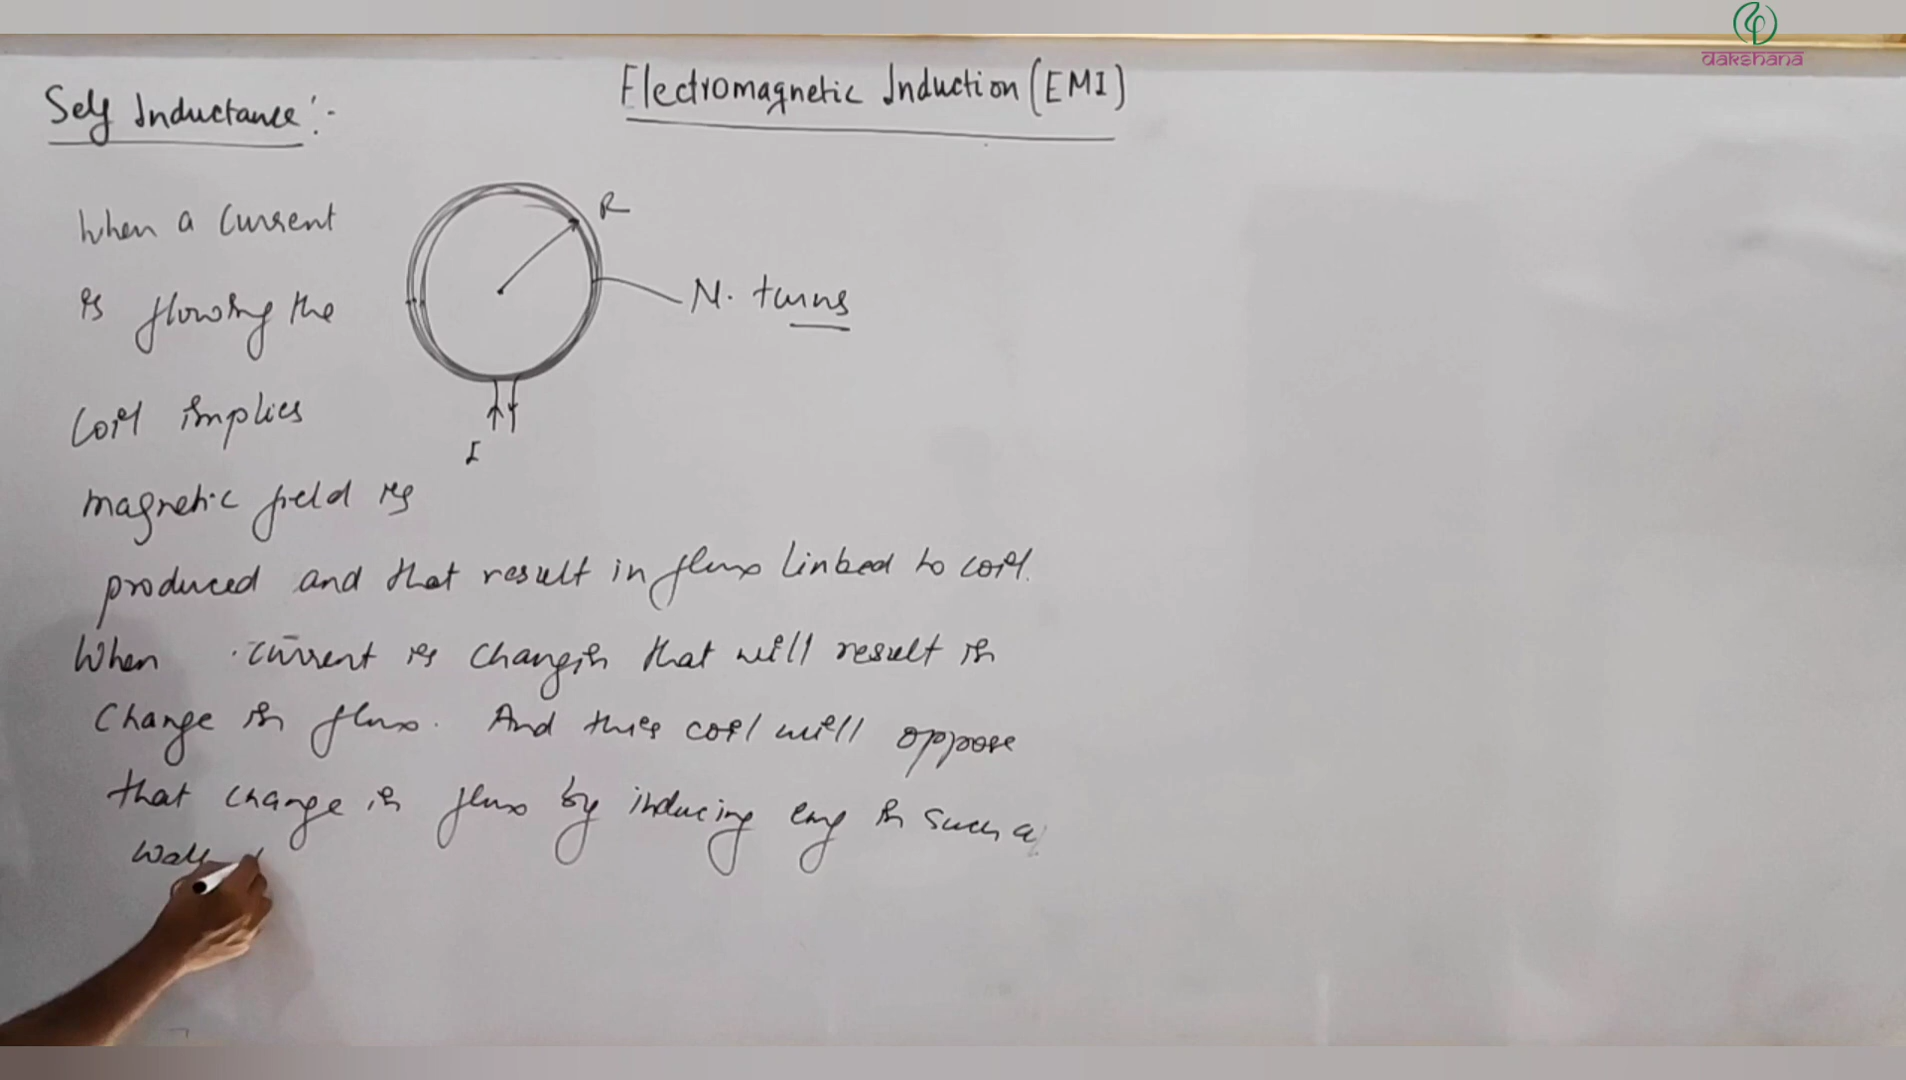 dakshana
Electromagnetic Induction (EMI)
Self Inductance :-
When a current
is flowing the
coil implies
magnetic field is
produced and that result in flux linked to coil.
When current is changin that will result in
change in flux. And this coil will oppose
that change in flux by inducing emf in such a
R
N. turns
I